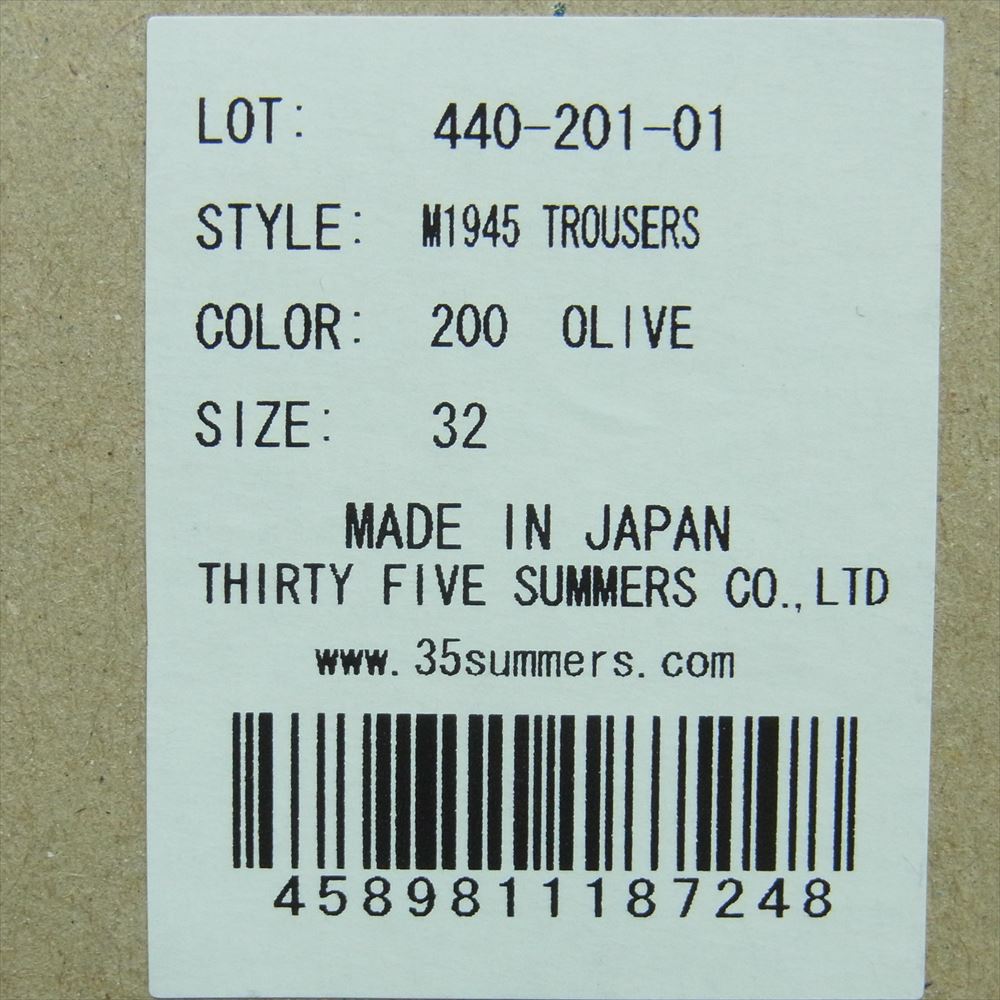 LOT: 440-201-01
STYLE: M1945 TROUSERS
COLOR: 200 OLIVE
SIZE: 32
MADE IN JAPAN
THIRTY FIVE SUMMERS CO.,LTD
www.35summers.com
4589811187248